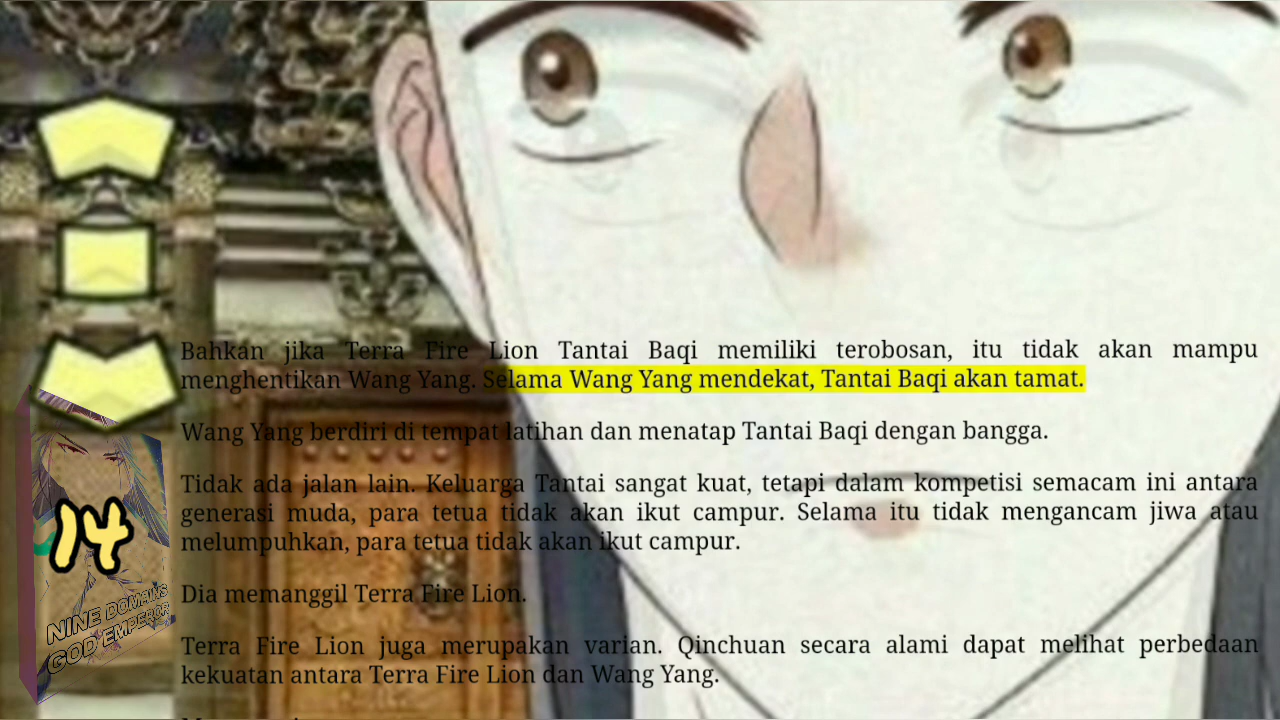 Bahkan jika Terra Fire Lion Tantai Baqi memiliki terobosan, itu tidak akan mampu
menghentikan Wang Yang. Selama Wang Yang mendekat, Tantai Baqi akan tamat.
Wang Yang berdiri di tempat latihan dan menatap Tantai Baqi dengan bangga.
Tidak ada jalan lain. Keluarga Tantai sangat kuat, tetapi dalam kompetisi semacam ini antara
generasi muda, para tetua tidak akan ikut campur. Selama itu tidak mengancam jiwa atau
melumpuhkan, para tetua tidak akan ikut campur.
Dia memanggil Terra Fire Lion.
Terra Fire Lion juga merupakan varian. Qinchuan secara alami dapat melihat perbedaan
kekuatan antara Terra Fire Lion dan Wang Yang.
14
NINE DOMAINS
GOD EMPEROR